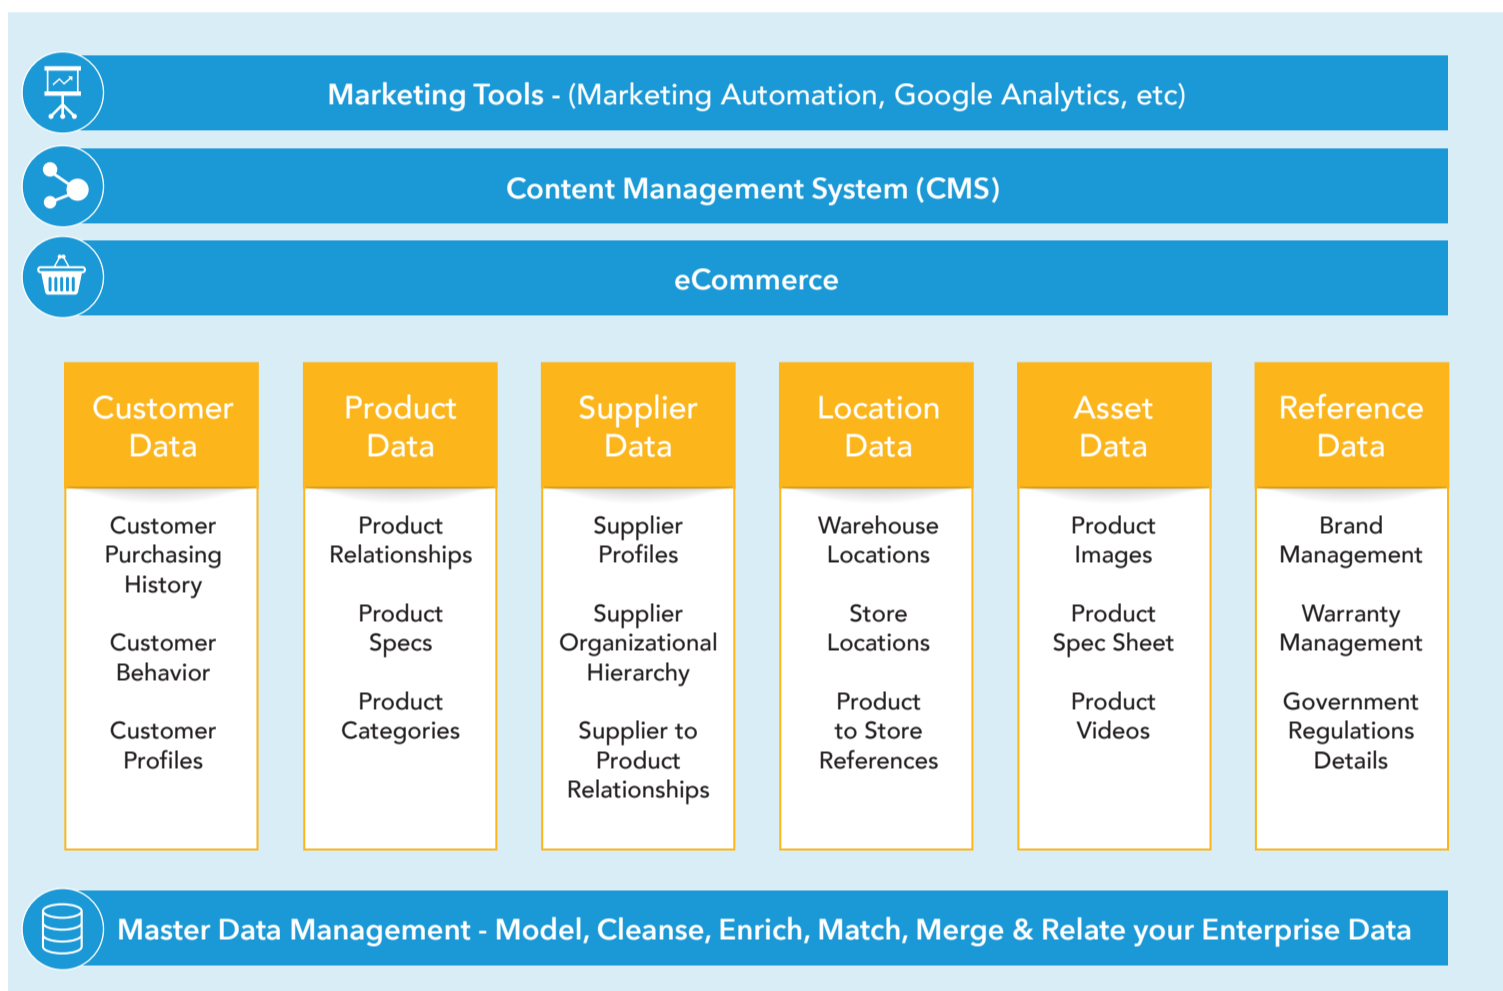 Marketing Tools - (Marketing Automation, Google Analytics, etc)
Content Management System (CMS)
eCommerce
Customer
Data
Customer
Purchasing
History
Customer
Behavior
Customer
Profiles
Product
Data
Product
Relationships
Product
Specs
Product
Categories
Supplier
Data
Supplier
Profiles
Supplier
Organizational
Hierarchy
Supplier to
Product
Relationships
Location
Data
Warehouse
Locations
Store
Locations
Product
to Store
References
Asset
Data
Product
Images
Product
Spec Sheet
Product
Videos
Reference
Data
Brand
Management
Warranty
Management
Government
Regulations
Details
Master Data Management - Model, Cleanse, Enrich, Match, Merge & Relate your Enterprise Data